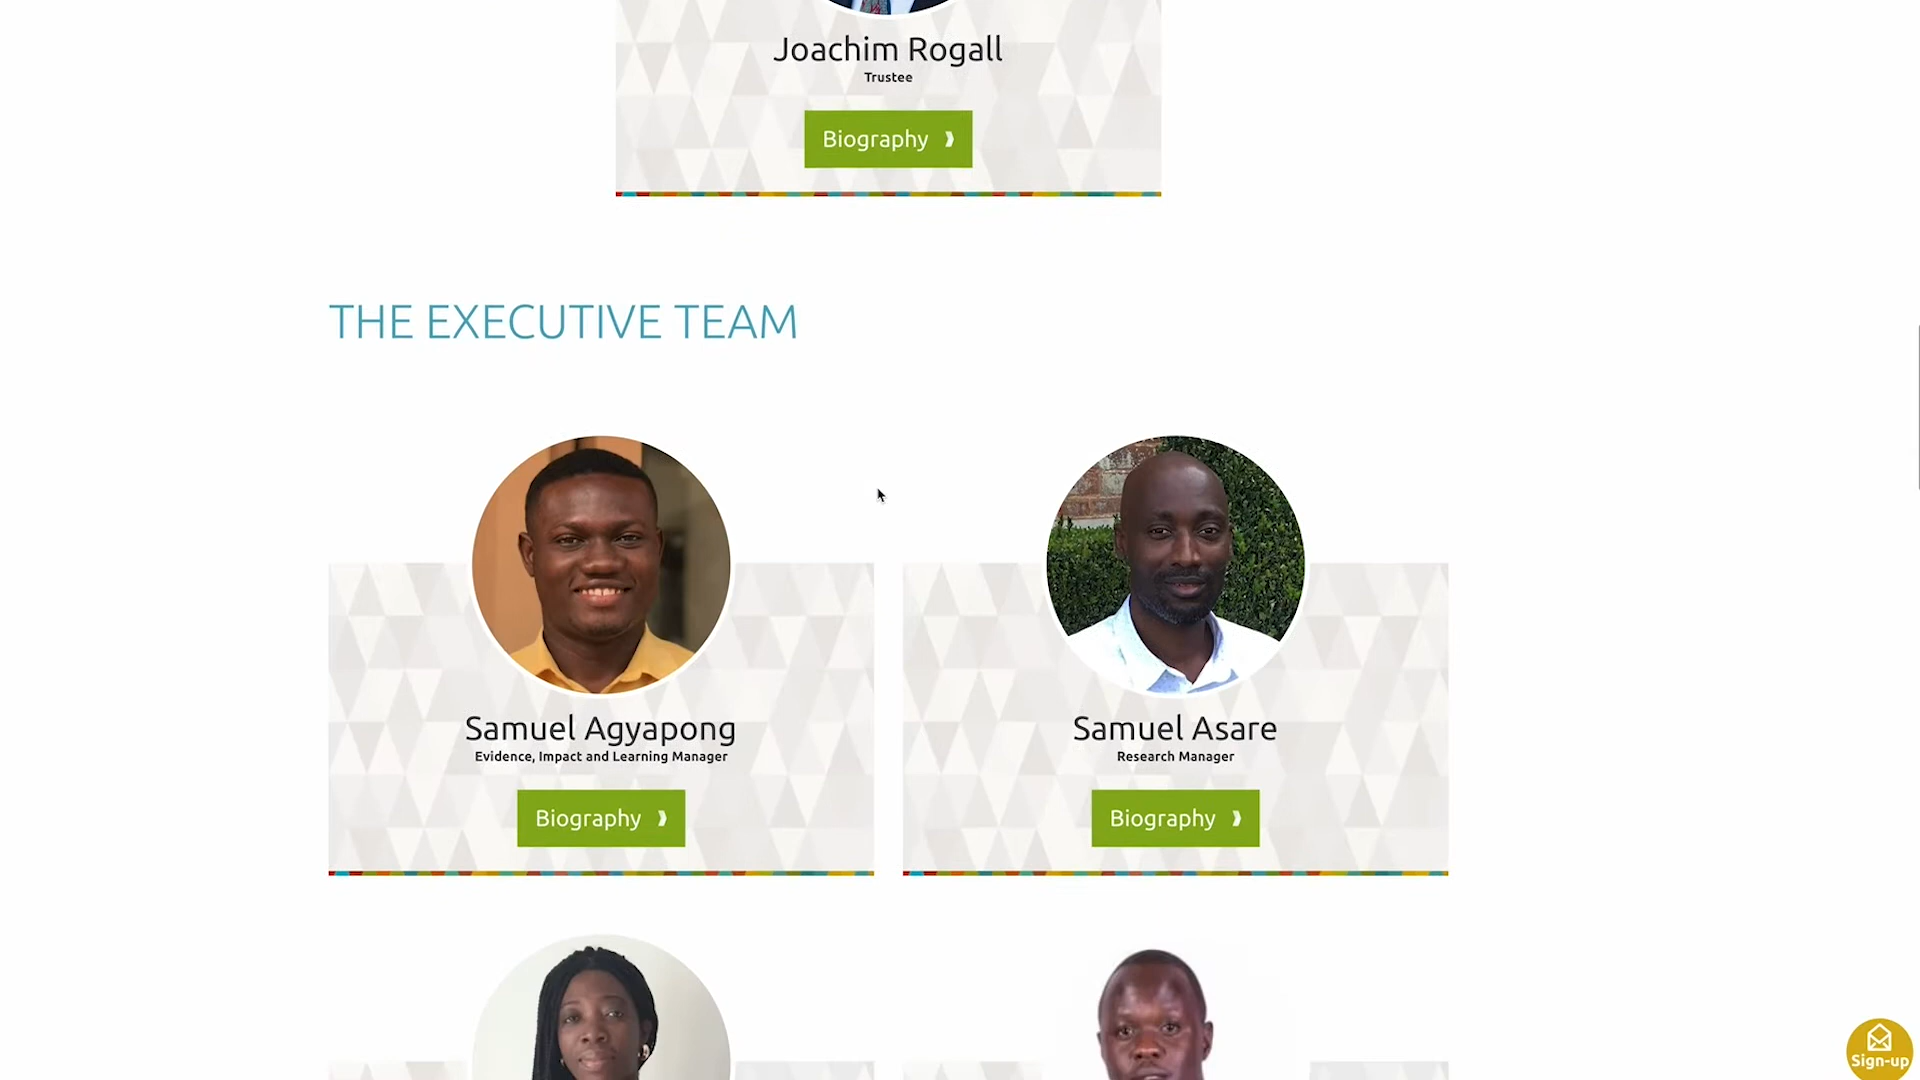 Joachim Rogall
Trustee
Biography
THE EXECUTIVE TEAM
Samuel Agyapong
Evidence, Impact and Learning Manager
Biography
Samuel Asare
Research Manager
Biography
Sign-up